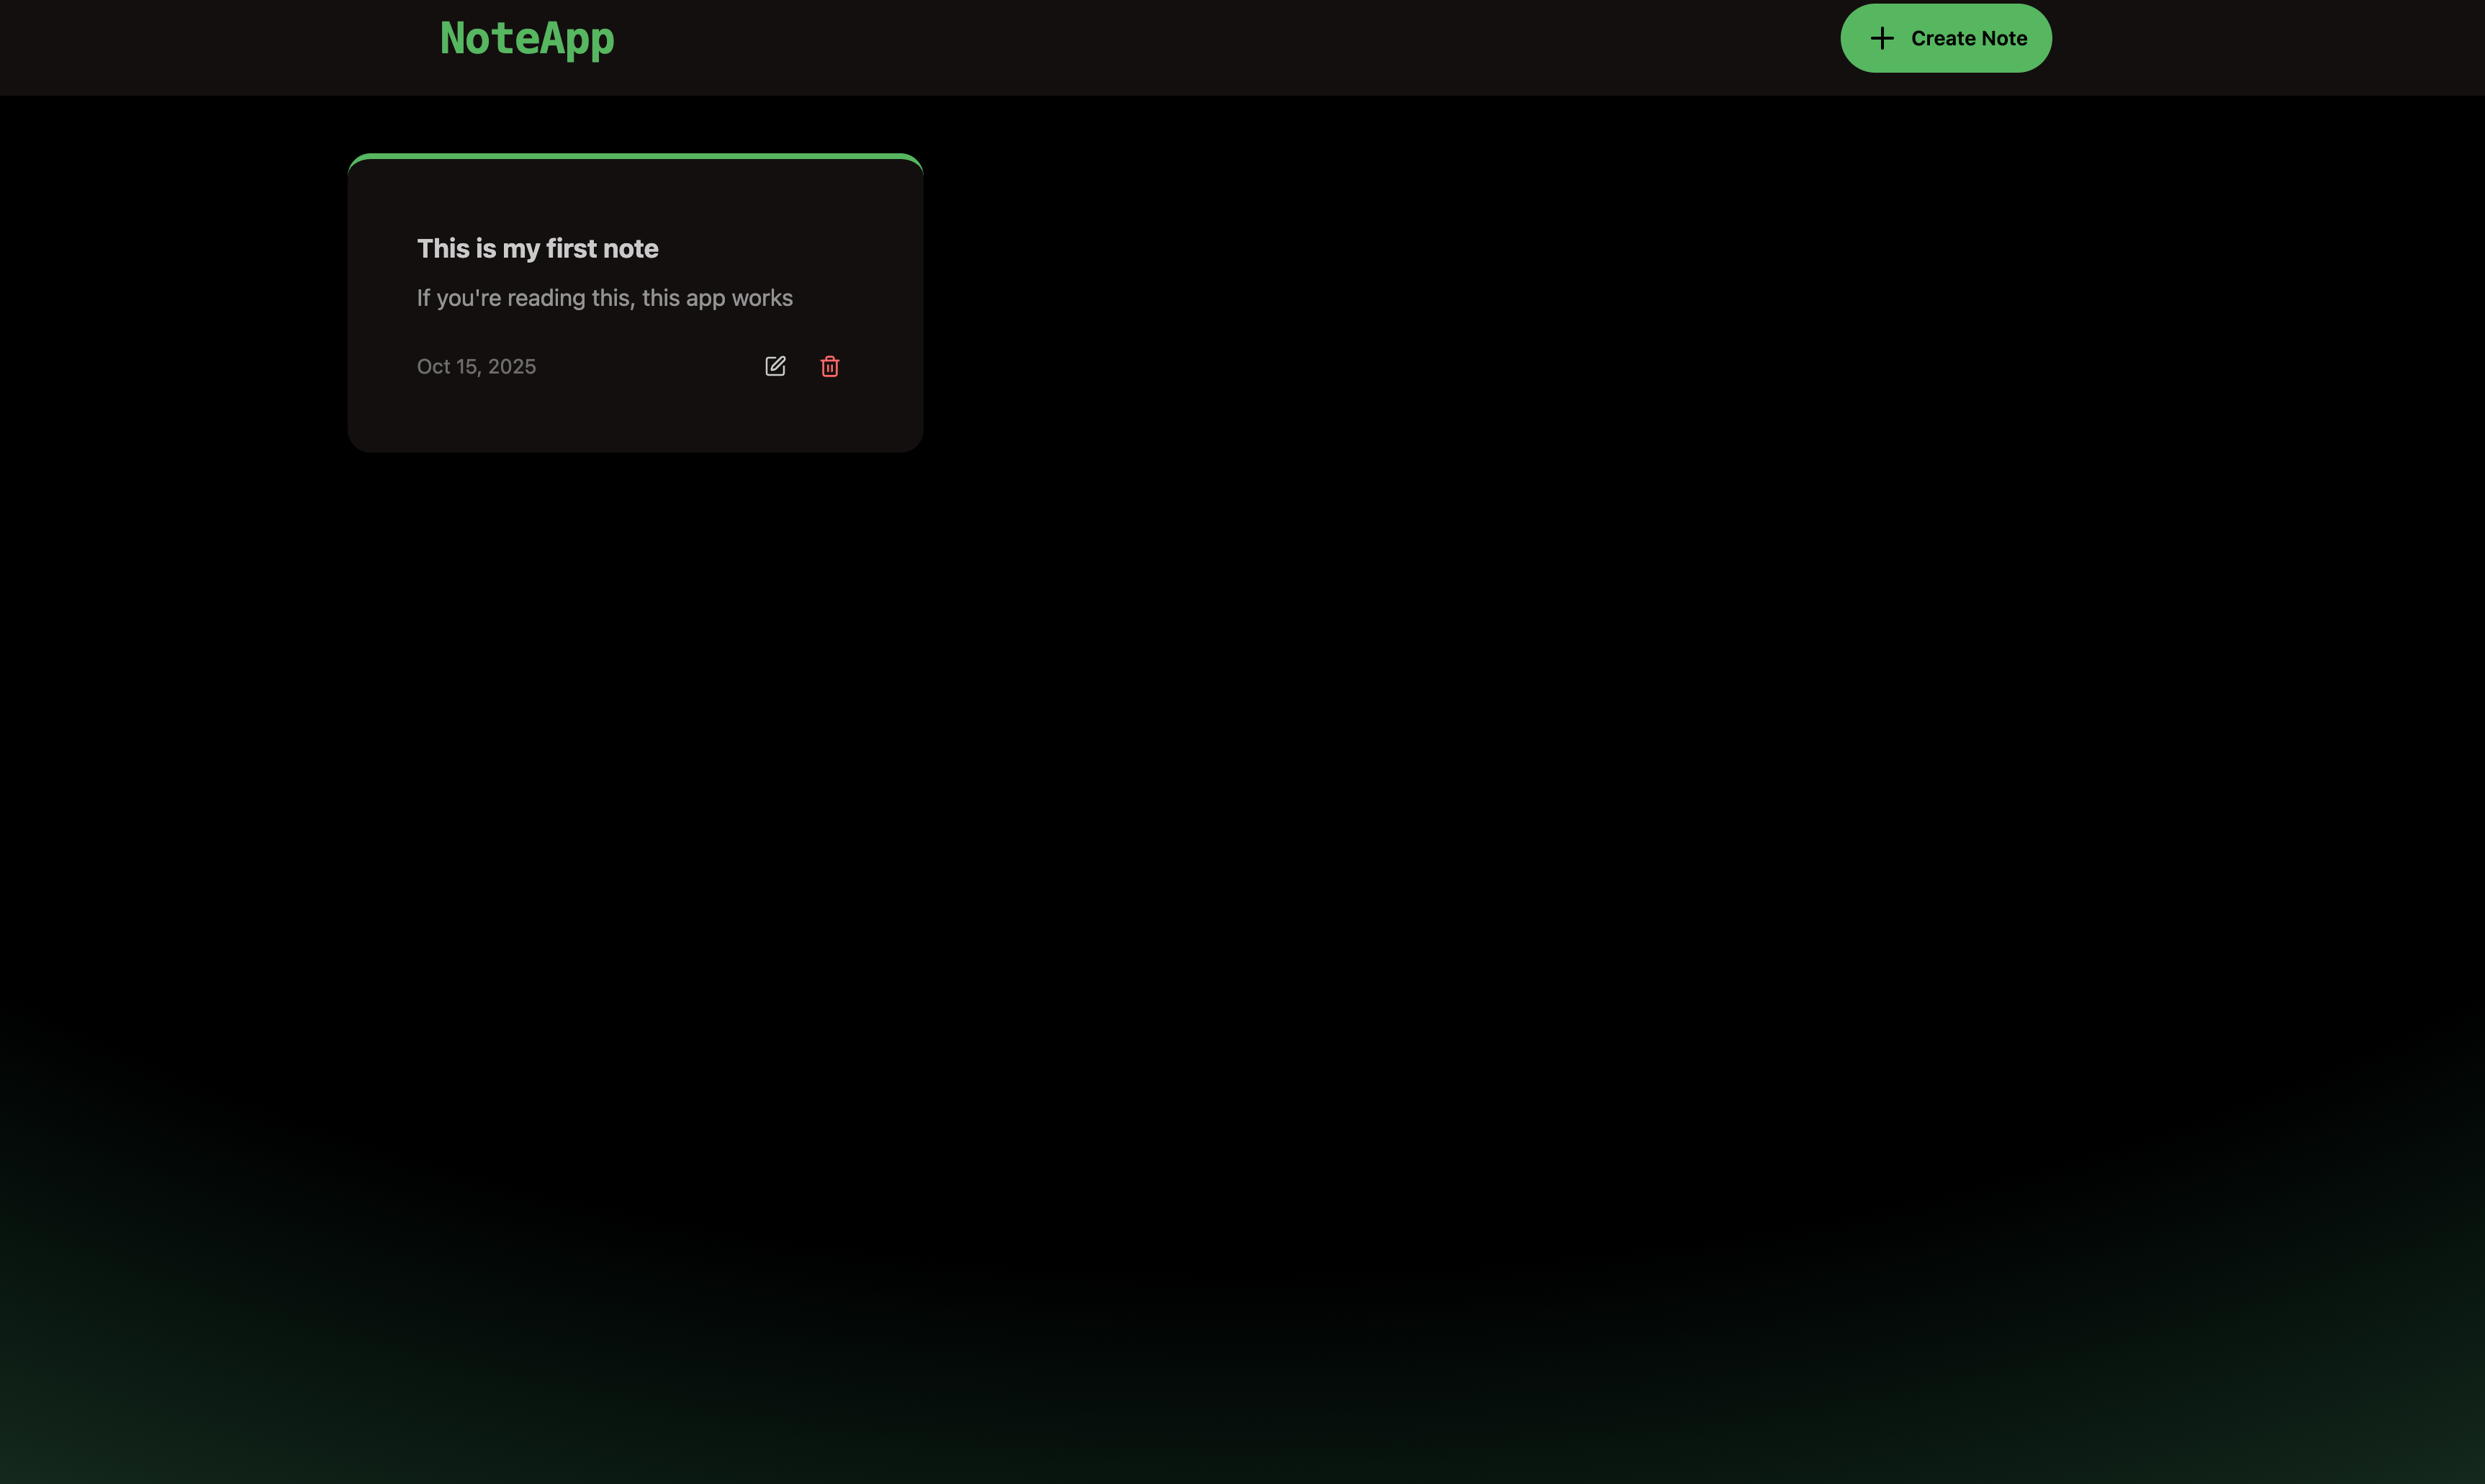 NoteApp
Create Note
This is my first note
If you're reading this, this app works
Oct 15, 2025